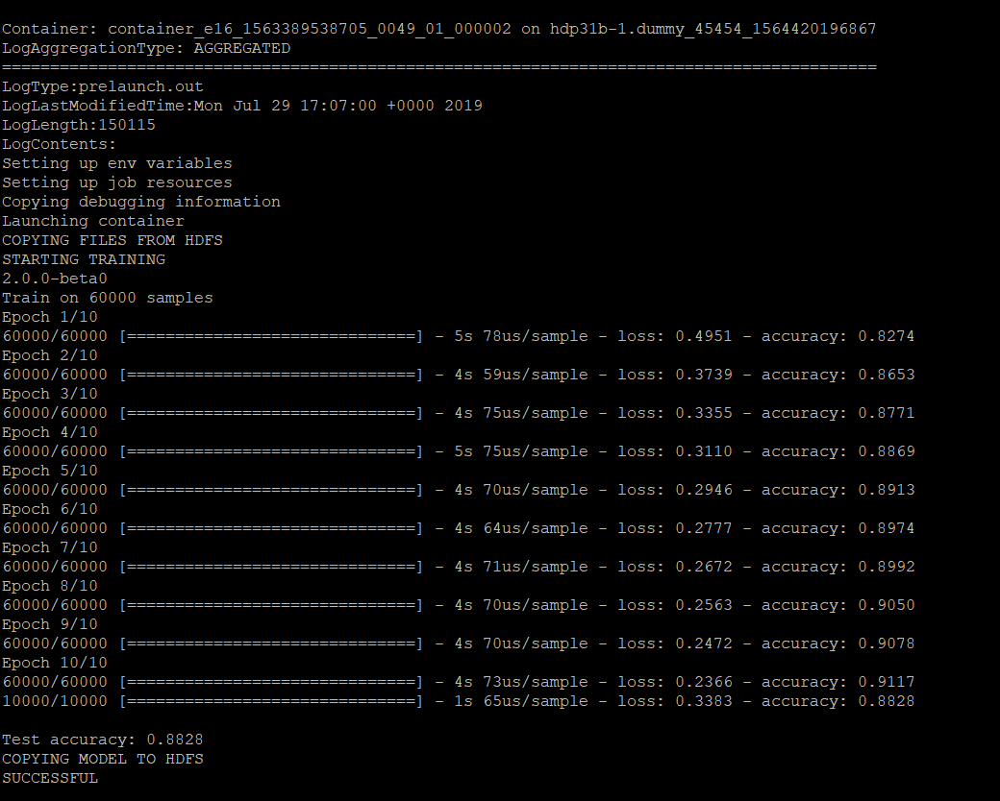 Container: container_e16_1563389538705_0049_01_000002 on hdp31b-1.dummy_45454_1564420196867
LogAggregationType: AGGREGATED
===========================================================================================
LogType:prelaunch.out
LogLastModifiedTime:Mon Jul 29 17:07:00 +0000 2019
LogLength:150115
LogContents:
Setting up env variables
Setting up job resources
Copying debugging information
Launching container
COPYING FILES FROM HDFS
STARTING TRAINING
2.0.0-beta0
Train on 60000 samples
Epoch 1/10
60000/60000 [==============================] - 5s 78us/sample - loss: 0.4951 - accuracy: 0.8274
Epoch 2/10
60000/60000 [==============================] - 4s 59us/sample - loss: 0.3739 - accuracy: 0.8653
Epoch 3/10
60000/60000 [==============================] - 4s 75us/sample - loss: 0.3355 - accuracy: 0.8771
Epoch 4/10
60000/60000 [==============================] - 5s 75us/sample - loss: 0.3110 - accuracy: 0.8869
Epoch 5/10
60000/60000 [==============================] - 4s 70us/sample - loss: 0.2946 - accuracy: 0.8913
Epoch 6/10
60000/60000 [==============================] - 4s 64us/sample - loss: 0.2777 - accuracy: 0.8974
Epoch 7/10
60000/60000 [==============================] - 4s 71us/sample - loss: 0.2672 - accuracy: 0.8992
Epoch 8/10
60000/60000 [==============================] - 4s 70us/sample - loss: 0.2563 - accuracy: 0.9050
Epoch 9/10
60000/60000 [==============================] - 4s 70us/sample - loss: 0.2472 - accuracy: 0.9078
Epoch 10/10
60000/60000 [==============================] - 4s 73us/sample - loss: 0.2366 - accuracy: 0.9117
10000/10000 [==============================] - 1s 65us/sample - loss: 0.3383 - accuracy: 0.8828
Test accuracy: 0.8828
COPYING MODEL TO HDFS
SUCCESSFUL